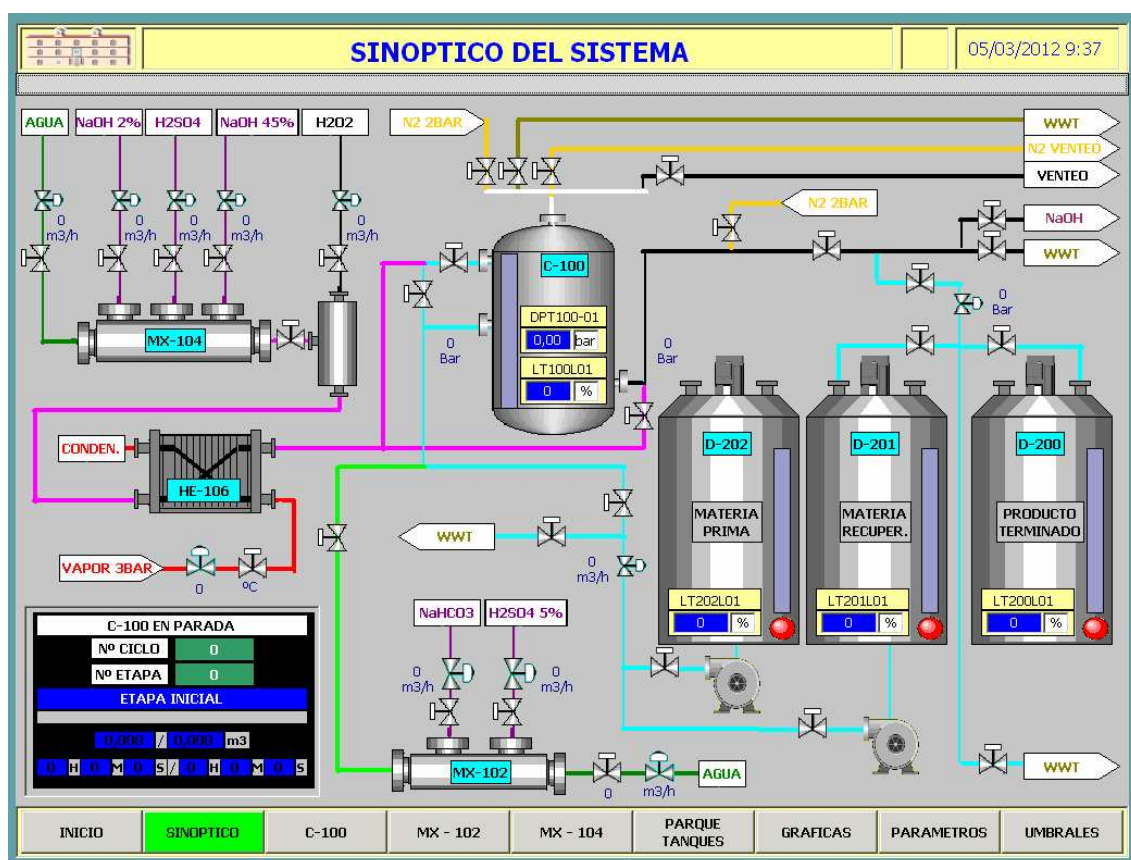 SINOPTICO DEL SISTEMA
05/03/2012 9:37
AGUA NaOH 2% H2SO4 NaOH 45% H2O2 N2 2BAR
WWT
N2 VENTEO
VENTEO
N2 2BAR
NaOH
WWT
0 0 0 0 0
m3/h m3/h m3/h m3/h m3/h
C-100
DPT100-01
0,00 bar
LT100L01
0 %
0
Bar
0
Bar
0
Bar
MX-104
CONDEN.
HE-106
VAPOR 3BAR
0 ºC
D-202 D-201 D-200
MATERIA
PRIMA
MATERIA
RECUPER.
PRODUCTO
TERMINADO
LT202L01 LT201L01 LT200L01
0 % 0 % 0 %
WWT
0
m3/h
NaHCO3 H2SO4 5%
0
m3/h
0
m3/h
MX-102
0 m3/h
AGUA
WWT
C-100 EN PARADA
Nº CICLO 0
Nº ETAPA 0
ETAPA INICIAL
0,000 / 0,000 m3
0 H 0 M 0 S / 0 H 0 M 0 S
INICIO SINOPTICO C-100 MX - 102 MX - 104 PARQUE TANQUES GRAFICAS PARAMETROS UMBRALES